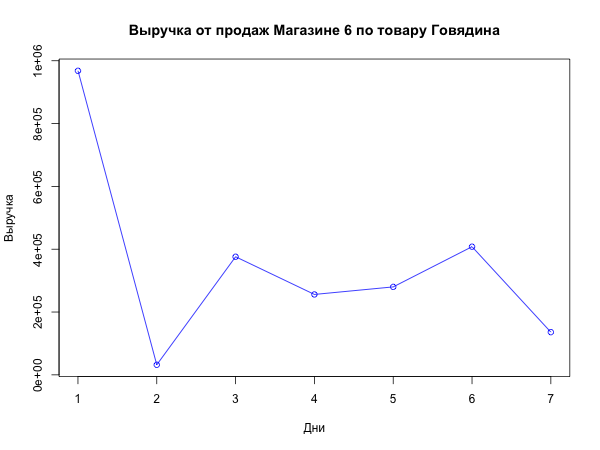 Выручка от продаж Магазине 6 по товару Говядина
Выручка
1e+06
8e+05
6e+05
4e+05
2e+05
0e+00
1 2 3 4 5 6 7
Дни